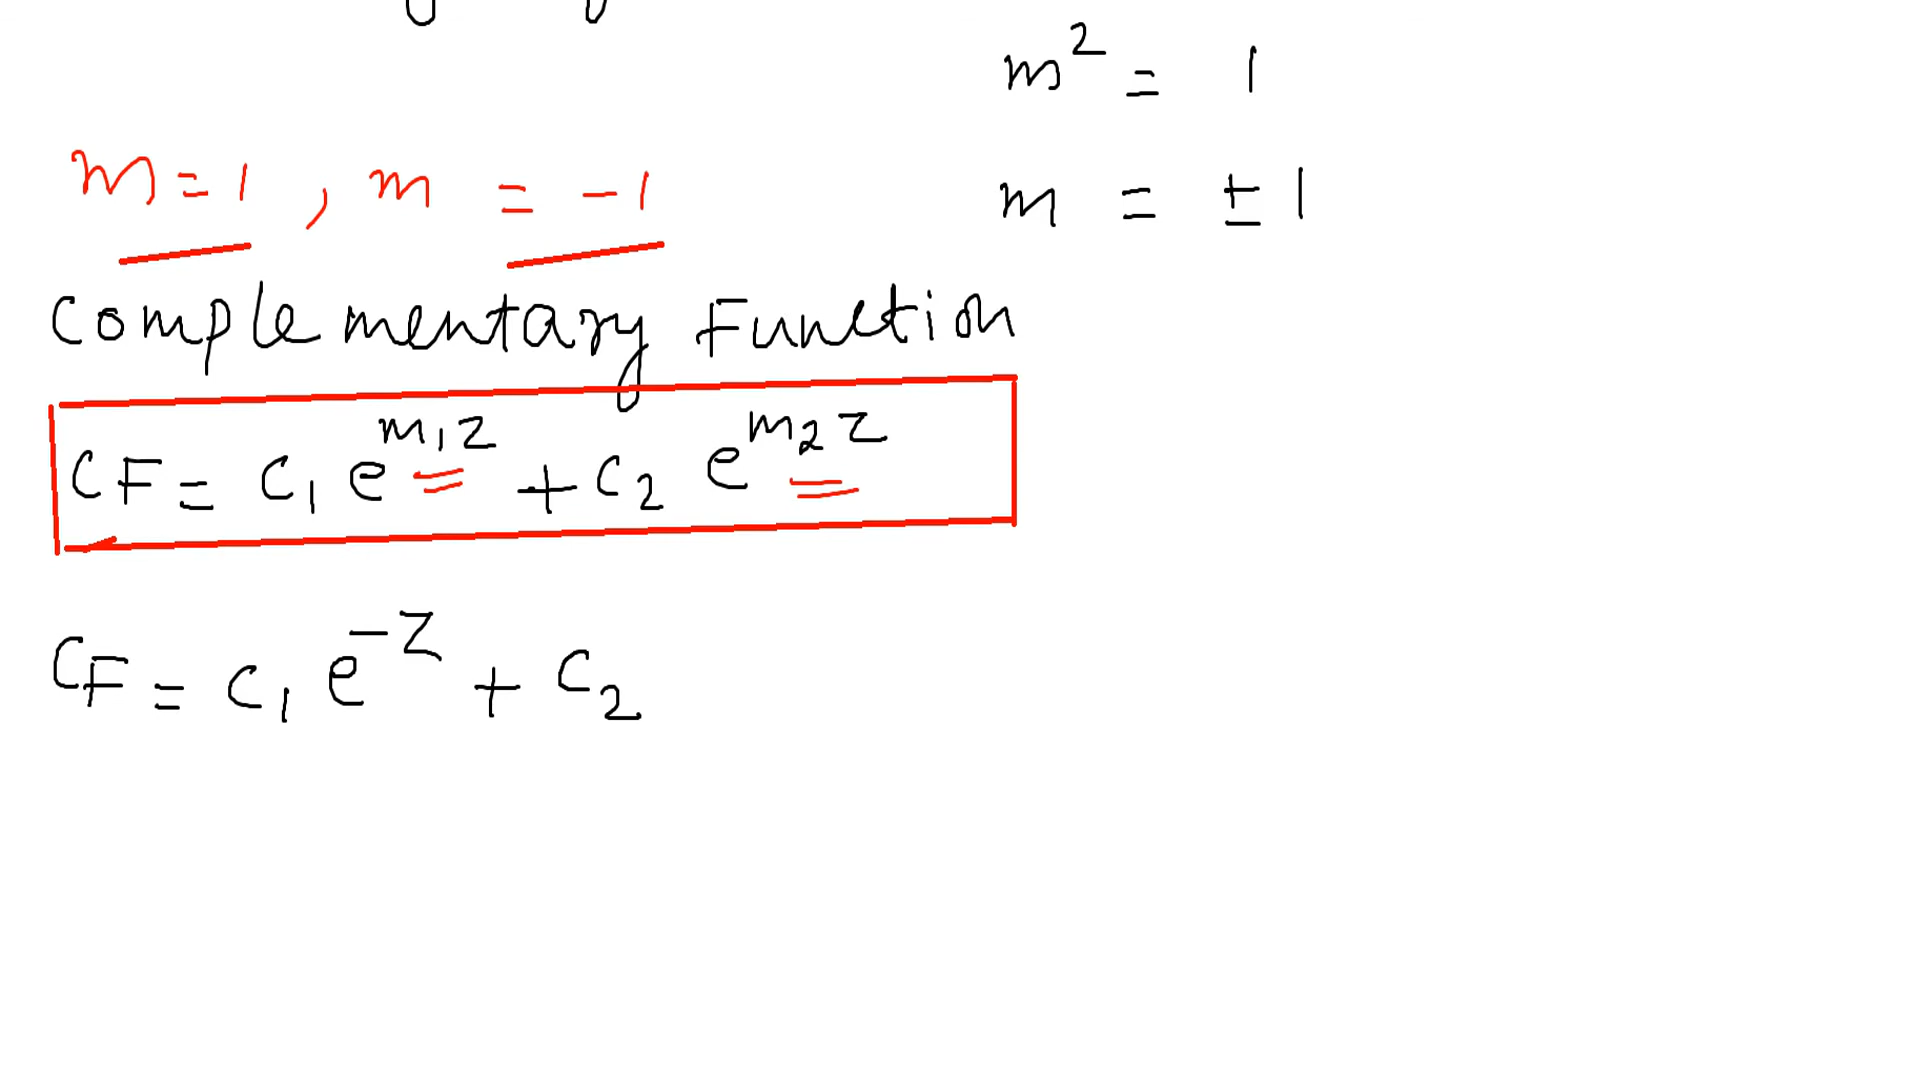 m² = 1
m = 1 , m = -1
m = ± 1
Complementary Function
CF = C₁ e^{m₁z} + C₂ e^{m₂z}
CF = C₁ e^{-z} + C₂